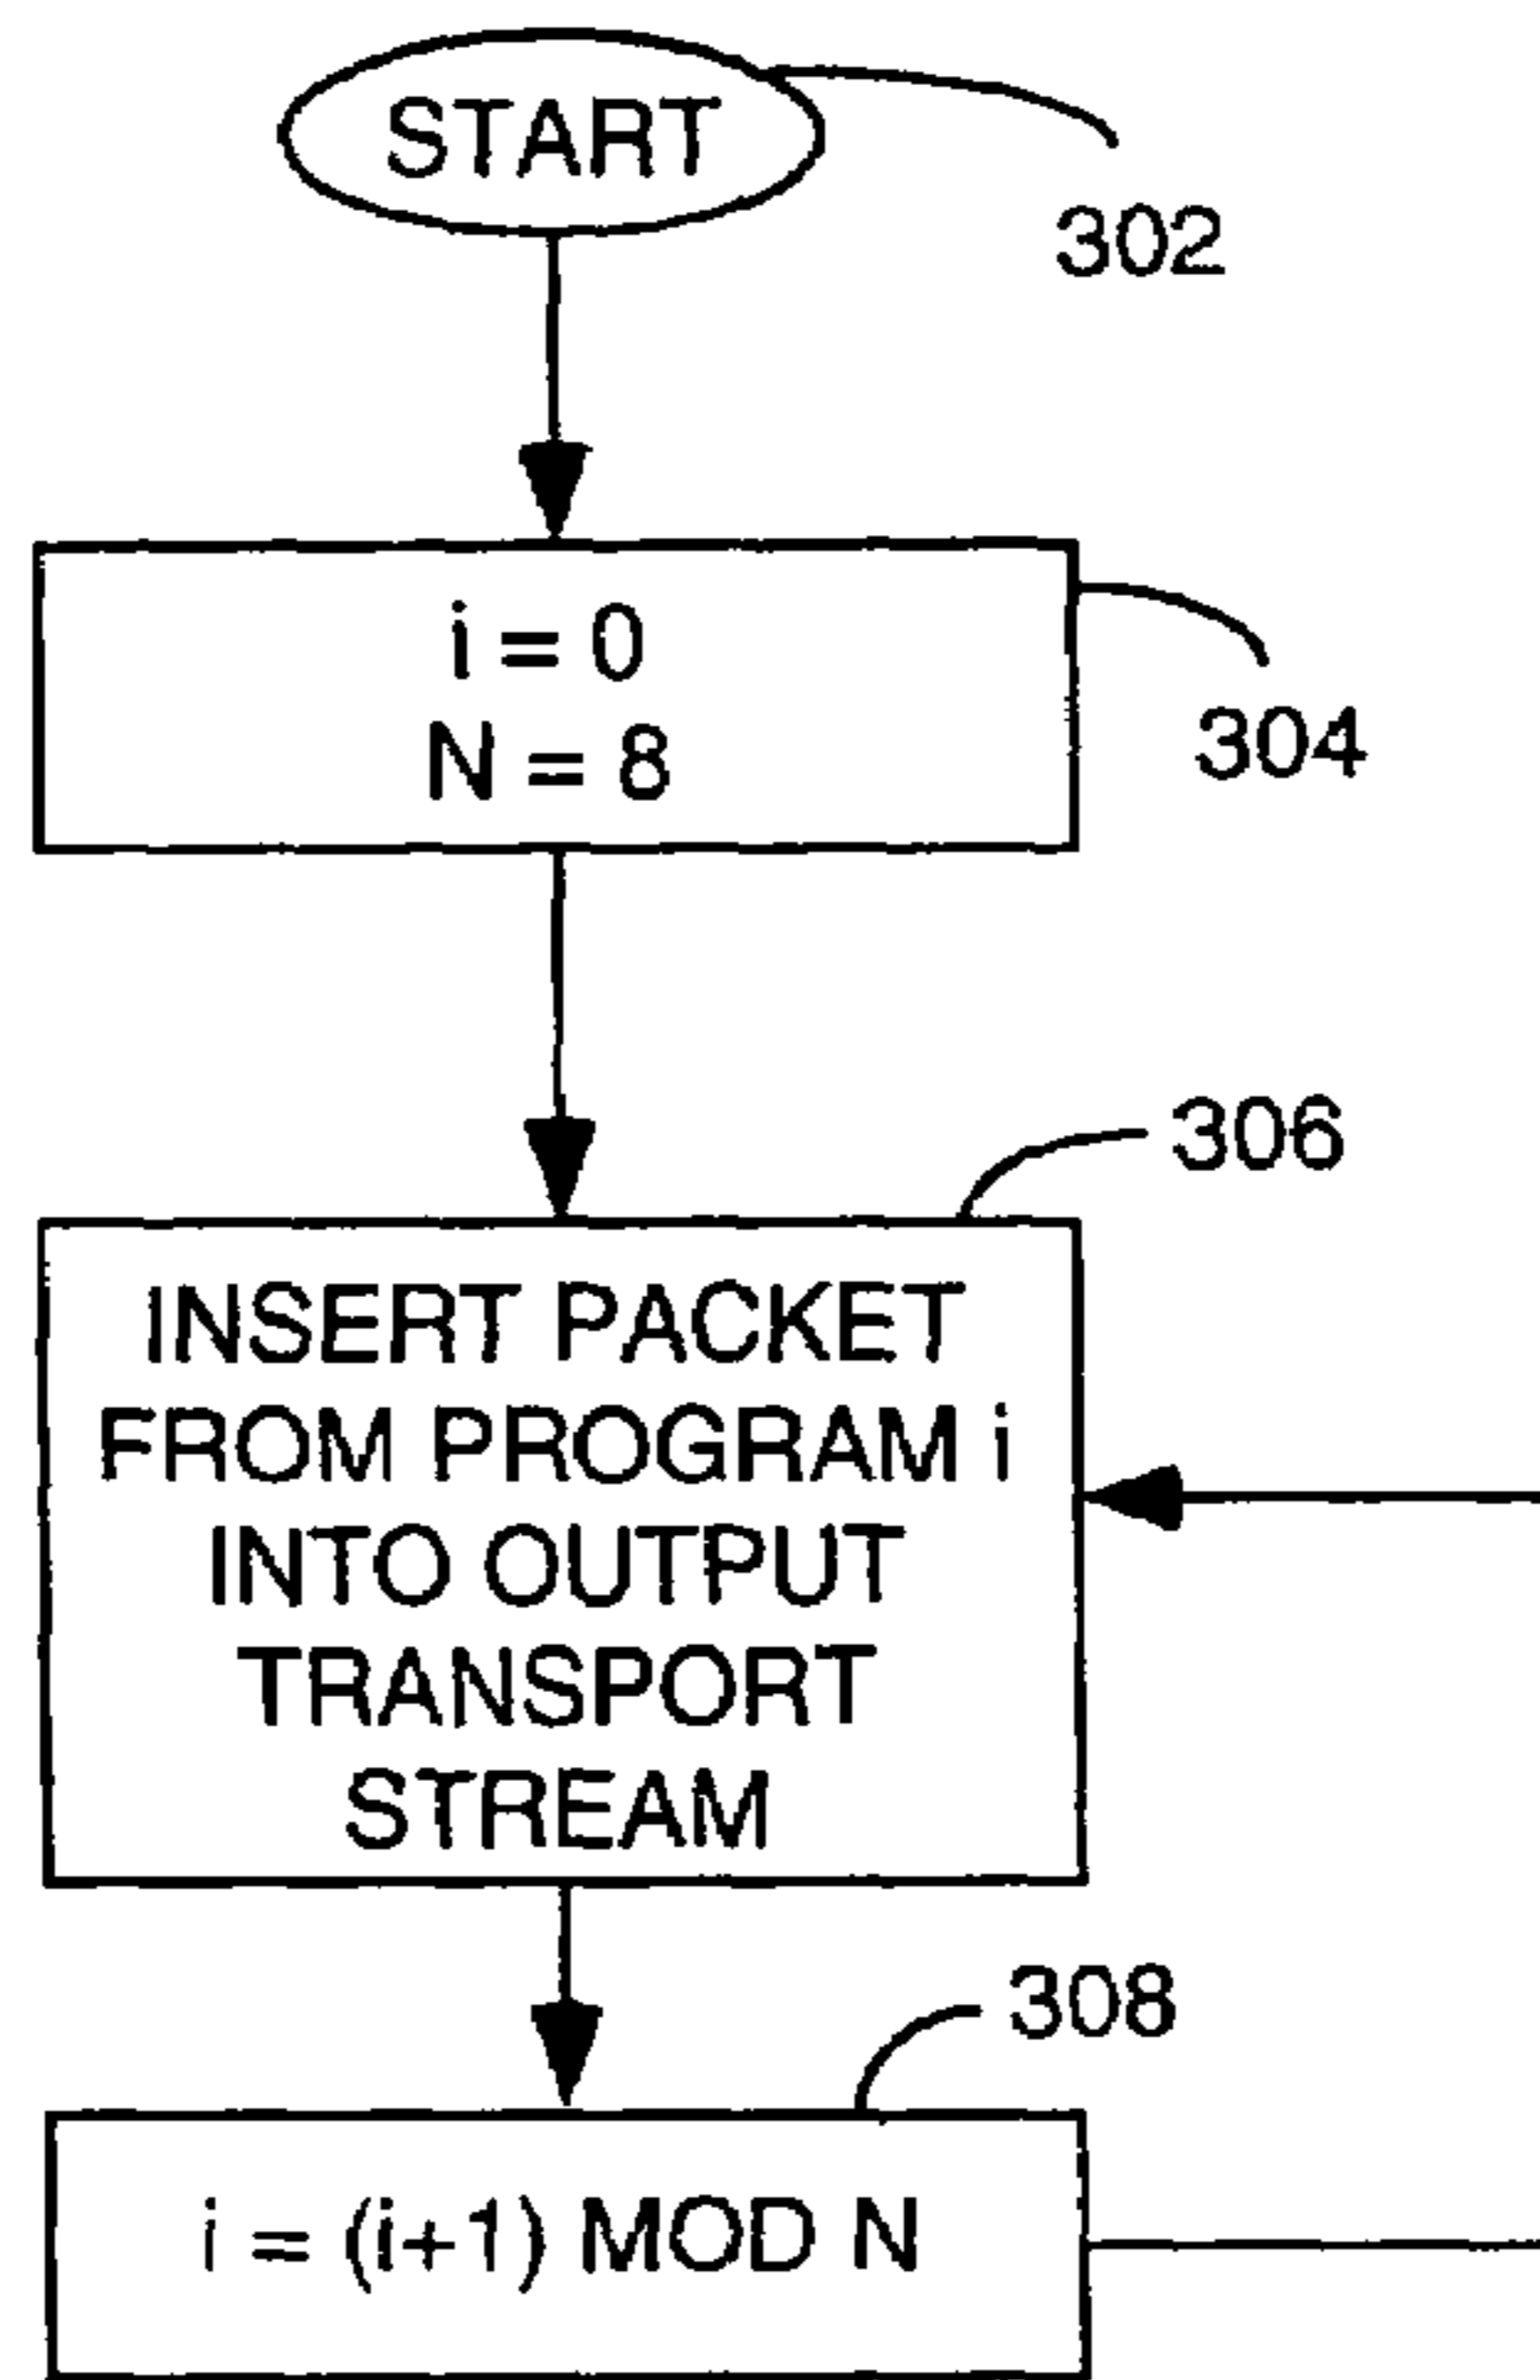 START
302
i = 0
N = 8
304
306
INSERT PACKET
FROM PROGRAM i
INTO OUTPUT
TRANSPORT
STREAM
308
i = (i+1) MOD N